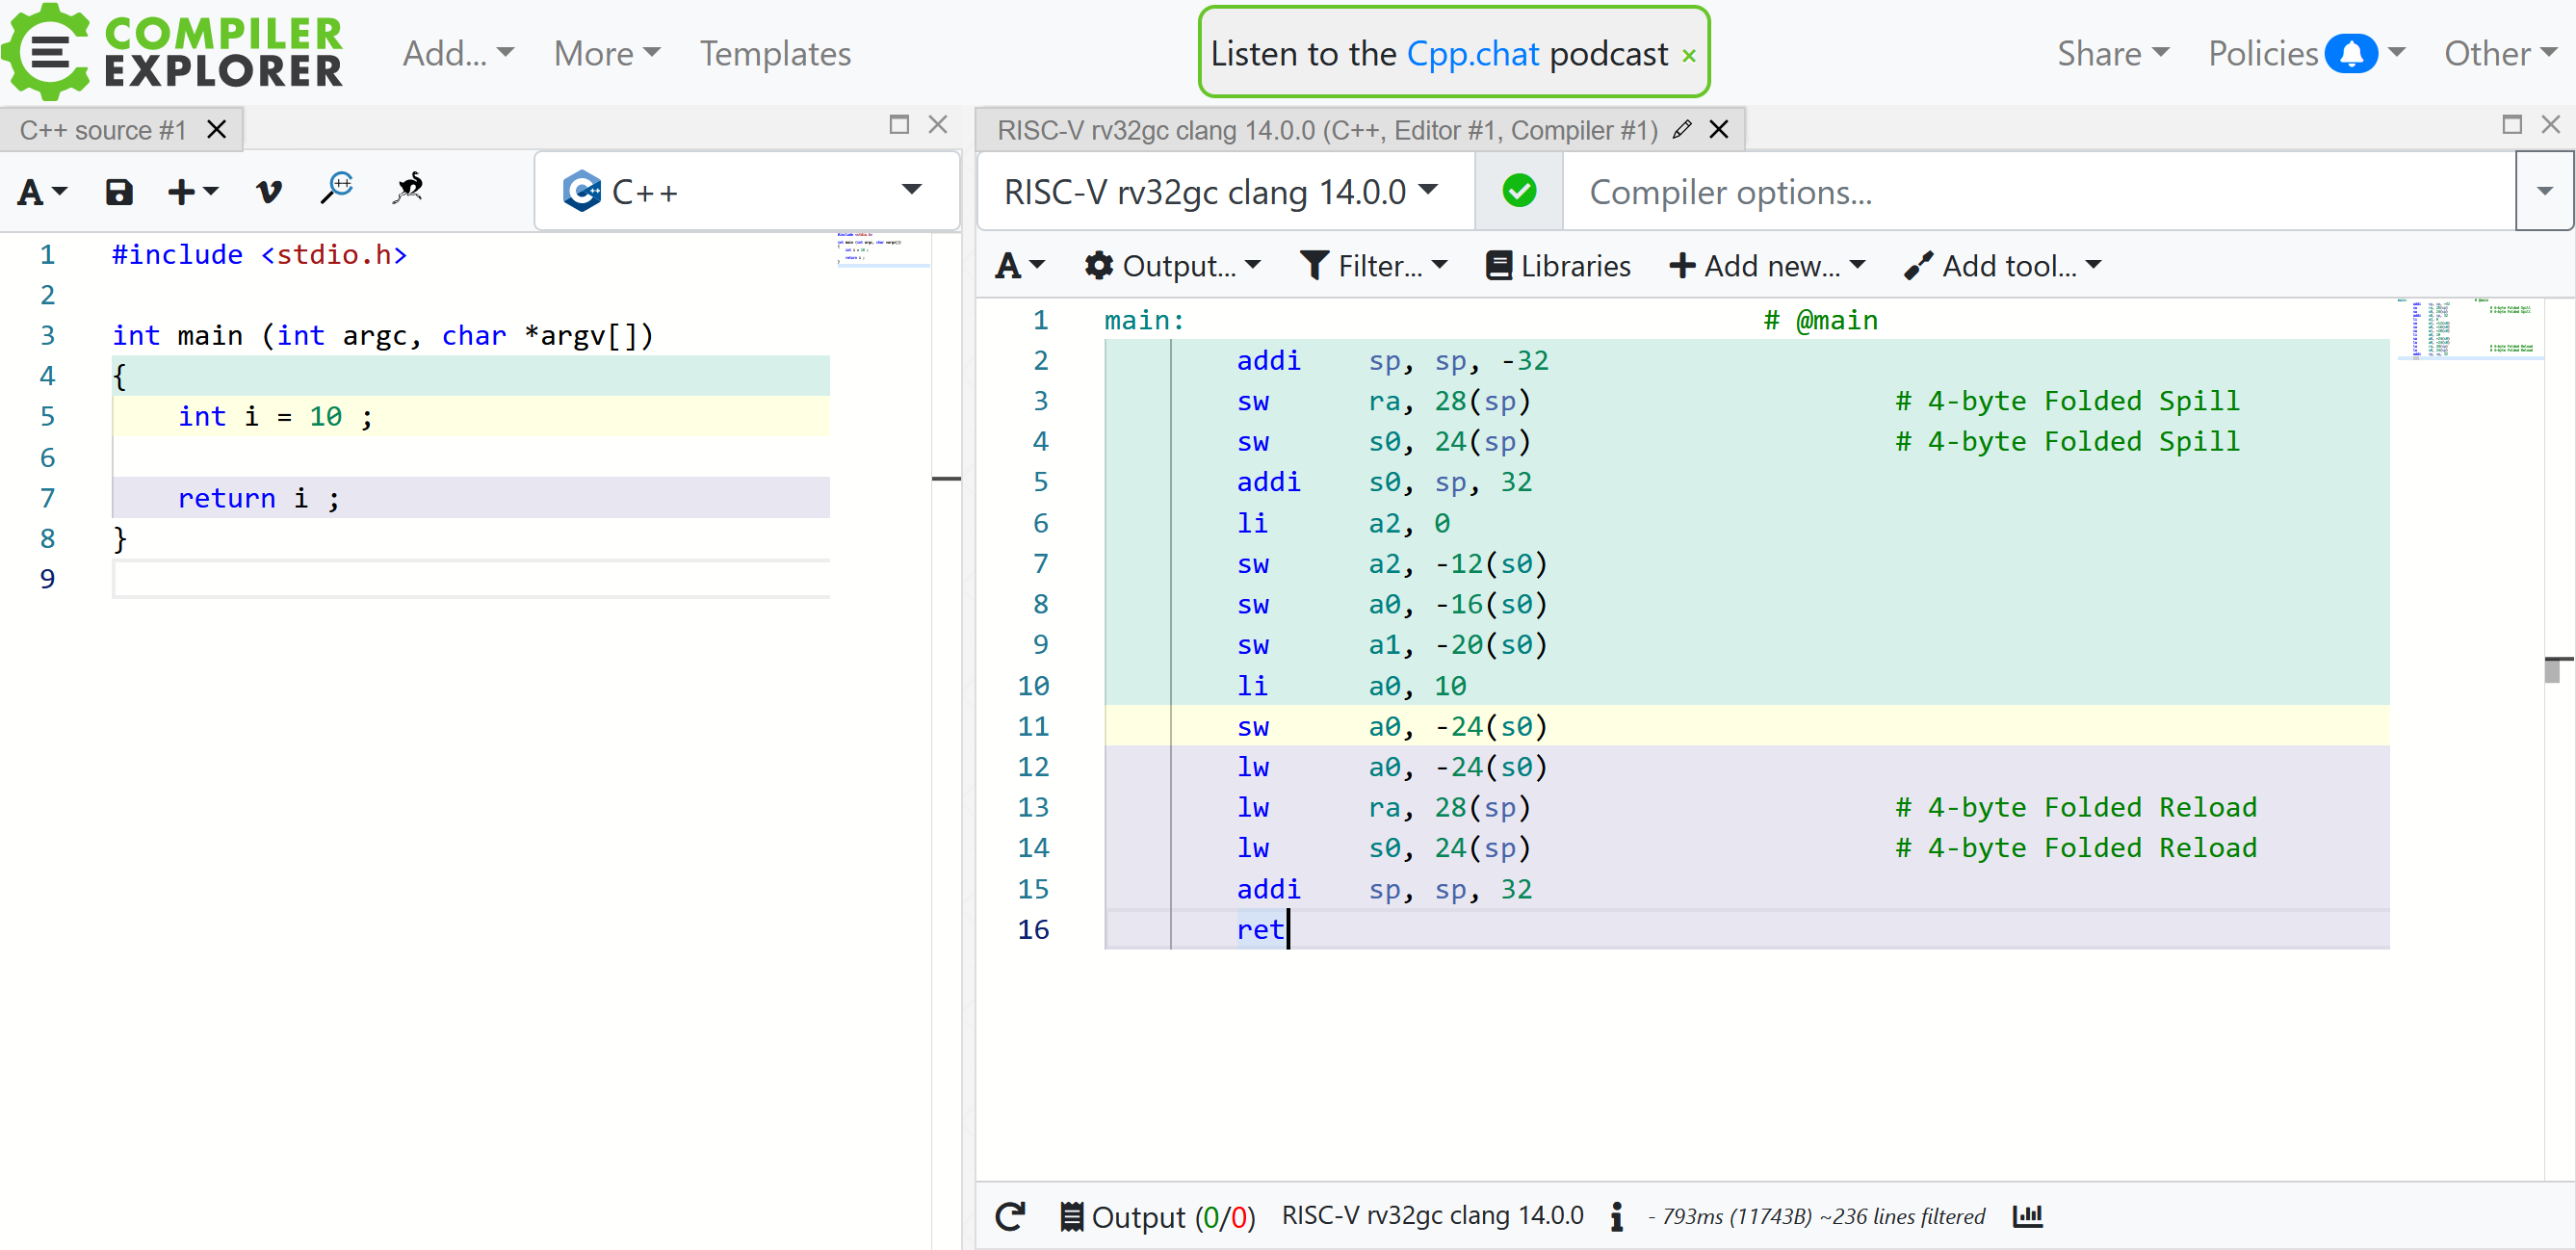 COMPILER EXPLORER
Add... More Templates
Listen to the Cpp.chat podcast ×
Share Policies Other
C++ source #1
C++
1 #include <stdio.h>
2
3 int main (int argc, char *argv[])
4 {
5 int i = 10 ;
6
7 return i ;
8 }
9
RISC-V rv32gc clang 14.0.0 (C++, Editor #1, Compiler #1)
RISC-V rv32gc clang 14.0.0 Compiler options...
A Output... Filter... Libraries Add new... Add tool...
1 main: # @main
2 addi sp, sp, -32
3 sw ra, 28(sp) # 4-byte Folded Spill
4 sw s0, 24(sp) # 4-byte Folded Spill
5 addi s0, sp, 32
6 li a2, 0
7 sw a2, -12(s0)
8 sw a0, -16(s0)
9 sw a1, -20(s0)
10 li a0, 10
11 sw a0, -24(s0)
12 lw a0, -24(s0)
13 lw ra, 28(sp) # 4-byte Folded Reload
14 lw s0, 24(sp) # 4-byte Folded Reload
15 addi sp, sp, 32
16 ret
Output (0/0) RISC-V rv32gc clang 14.0.0 i - 793ms (11743B) ~236 lines filtered